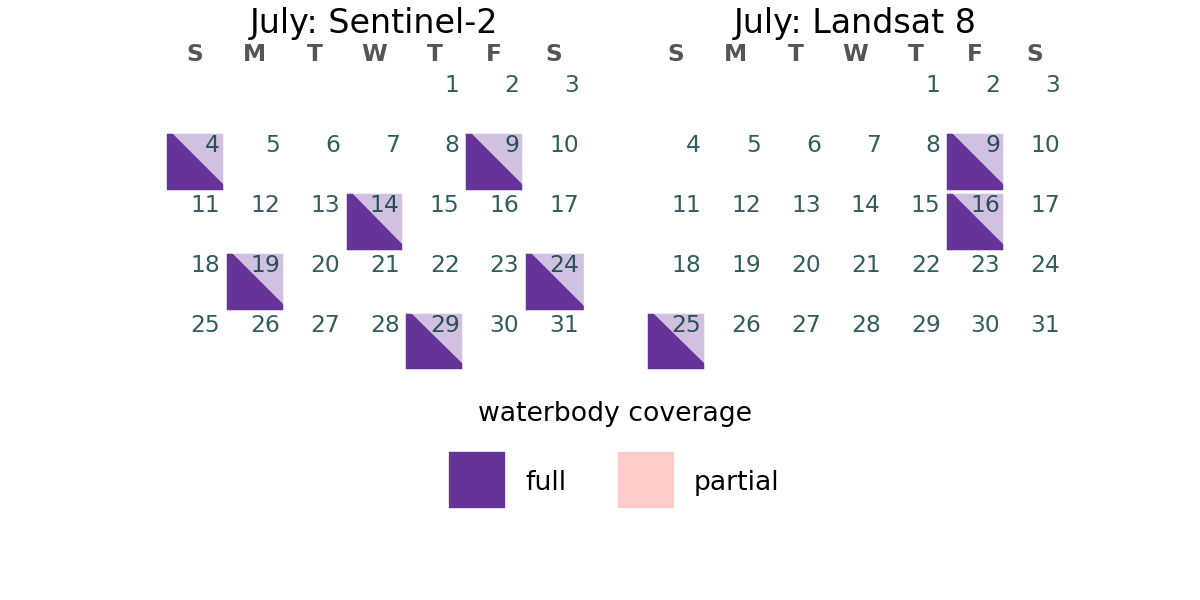 July: Sentinel-2
S M T W T F S
1 2 3
4 5 6 7 8 9 10
11 12 13 14 15 16 17
18 19 20 21 22 23 24
25 26 27 28 29 30 31
July: Landsat 8
S M T W T F S
1 2 3
4 5 6 7 8 9 10
11 12 13 14 15 16 17
18 19 20 21 22 23 24
25 26 27 28 29 30 31
waterbody coverage
full partial